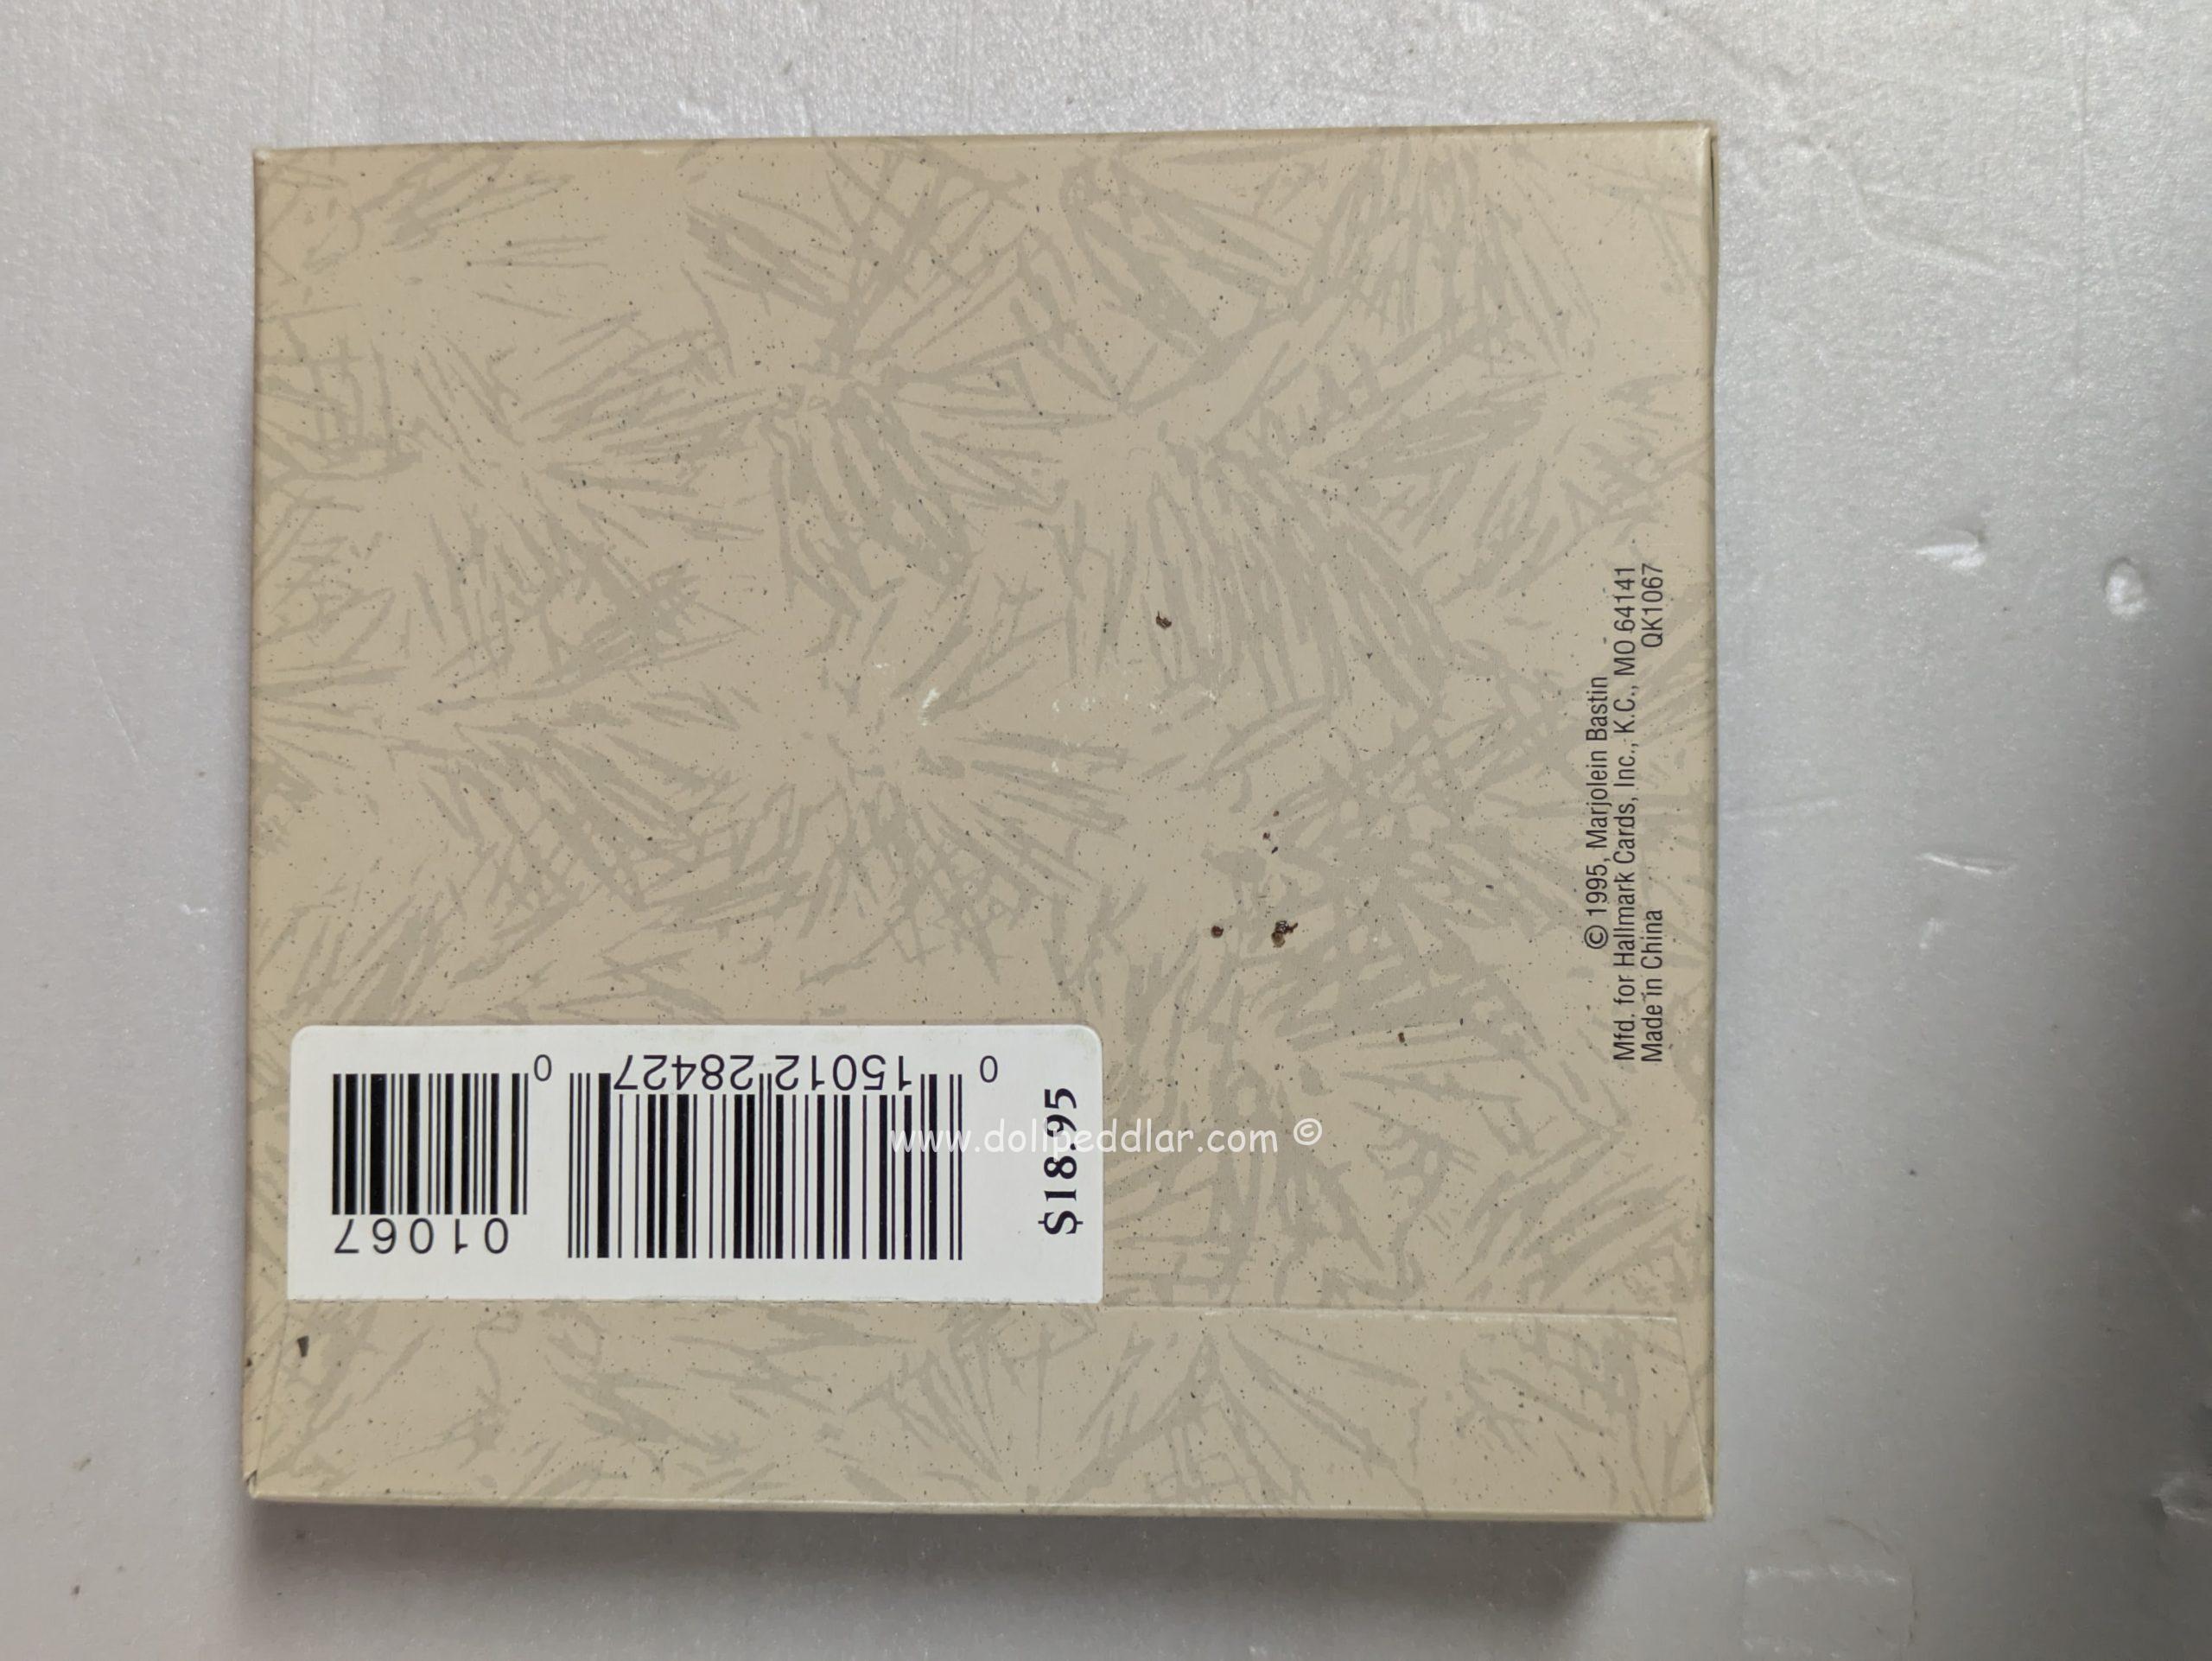 © 1995, Marjolein Bastin
Mfd. for Hallmark Cards, Inc., K.C., MO 64141
Made in China QK1067
$18.95
0 15012 28427 0
01067
www.dollpeddlar.com ©